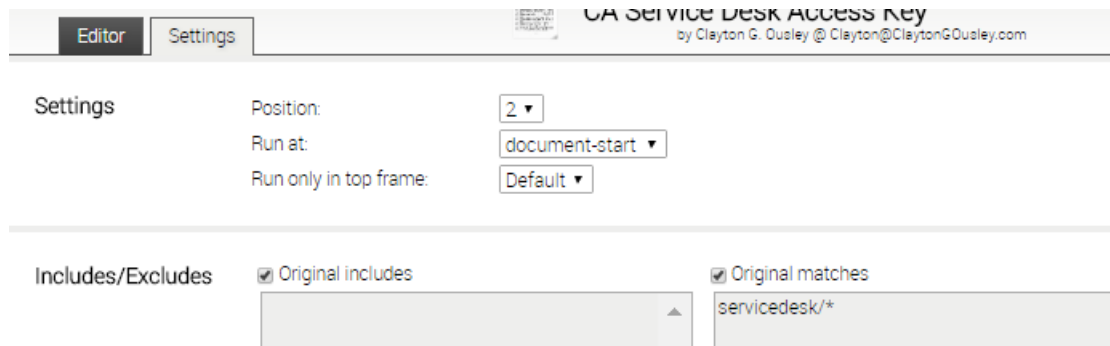 CA Service Desk Access Key
by Clayton G. Ousley @ Clayton@ClaytonGOusley.com
Editor
Settings
Settings
Position:
2
Run at:
document-start
Run only in top frame:
Default
Includes/Excludes
Original includes
Original matches
servicedesk/*